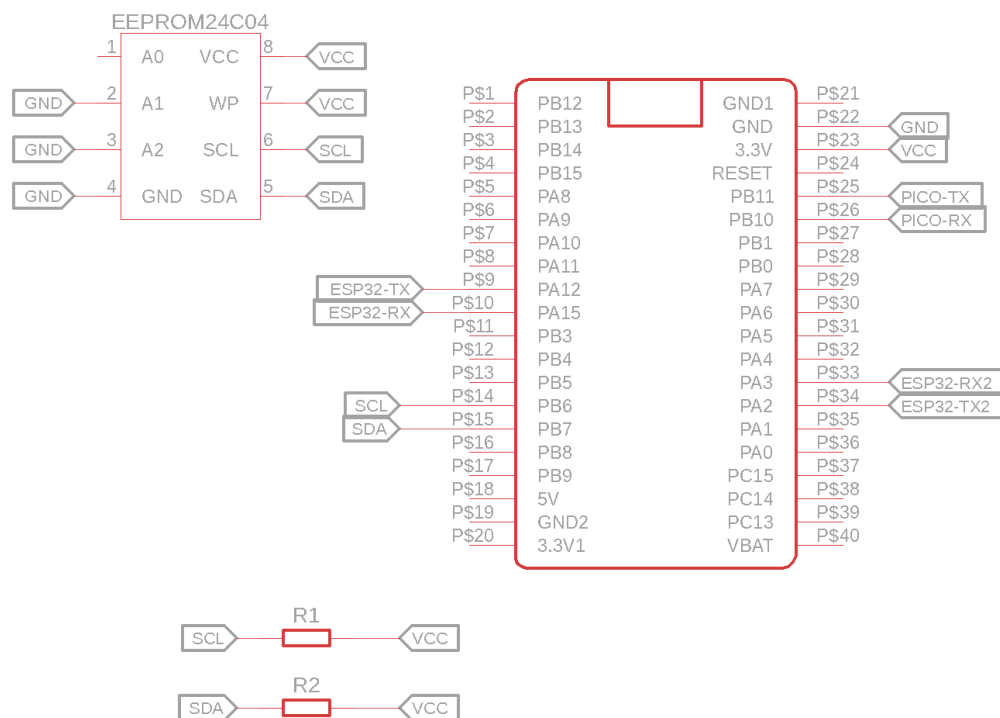 EEPROM24C04
1 A0 VCC 8 VCC
GND 2 A1 WP 7 VCC
GND 3 A2 SCL 6 SCL
GND 4 GND SDA 5 SDA
P$1 PB12 GND1 P$21
P$2 PB13 GND P$22 GND
P$3 PB14 3.3V P$23 VCC
P$4 PB15 RESET P$24
P$5 PA8 PB11 P$25 PICO-TX
P$6 PA9 PB10 P$26 PICO-RX
P$7 PA10 PB1 P$27
P$8 PA11 PB0 P$28
ESP32-TX P$9 PA12 PA7 P$29
ESP32-RX P$10 PA15 PA6 P$30
P$11 PB3 PA5 P$31
P$12 PB4 PA4 P$32
P$13 PB5 PA3 P$33 ESP32-RX2
SCL P$14 PB6 PA2 P$34 ESP32-TX2
SDA P$15 PB7 PA1 P$35
P$16 PB8 PA0 P$36
P$17 PB9 PC15 P$37
P$18 5V PC14 P$38
P$19 GND2 PC13 P$39
P$20 3.3V1 VBAT P$40
R1
SCL VCC
R2
SDA VCC